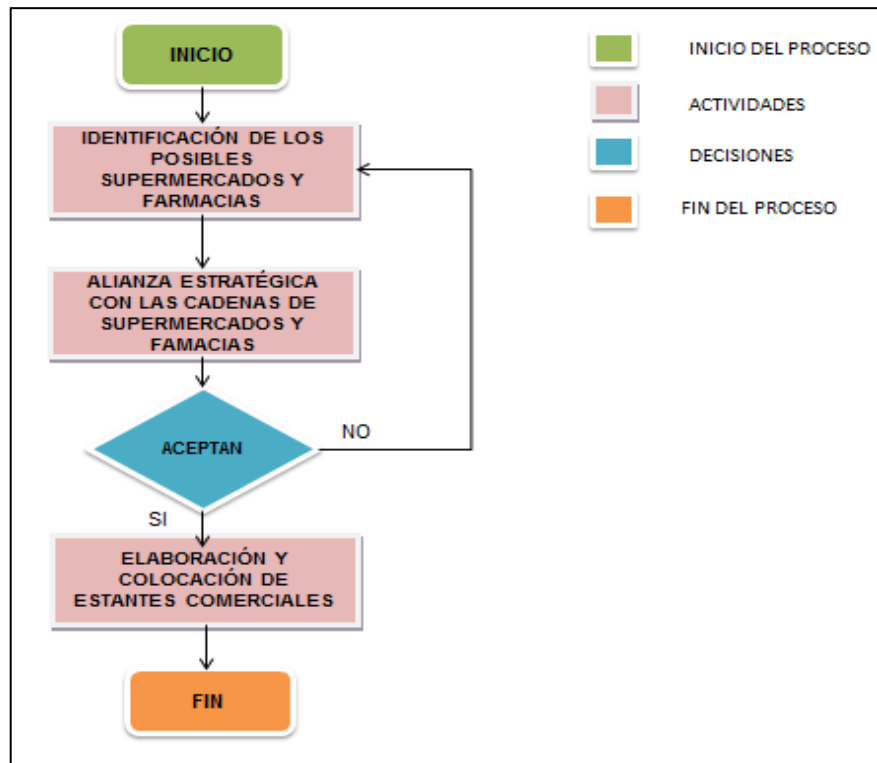 INICIO
IDENTIFICACIÓN DE LOS
POSIBLES
SUPERMERCADOS Y
FARMACIAS
ALIANZA ESTRATÉGICA
CON LAS CADENAS DE
SUPERMERCADOS Y
FAMACIAS
ACEPTAN
NO
SI
ELABORACIÓN Y
COLOCACIÓN DE
ESTANTES COMERCIALES
FIN
INICIO DEL PROCESO
ACTIVIDADES
DECISIONES
FIN DEL PROCESO